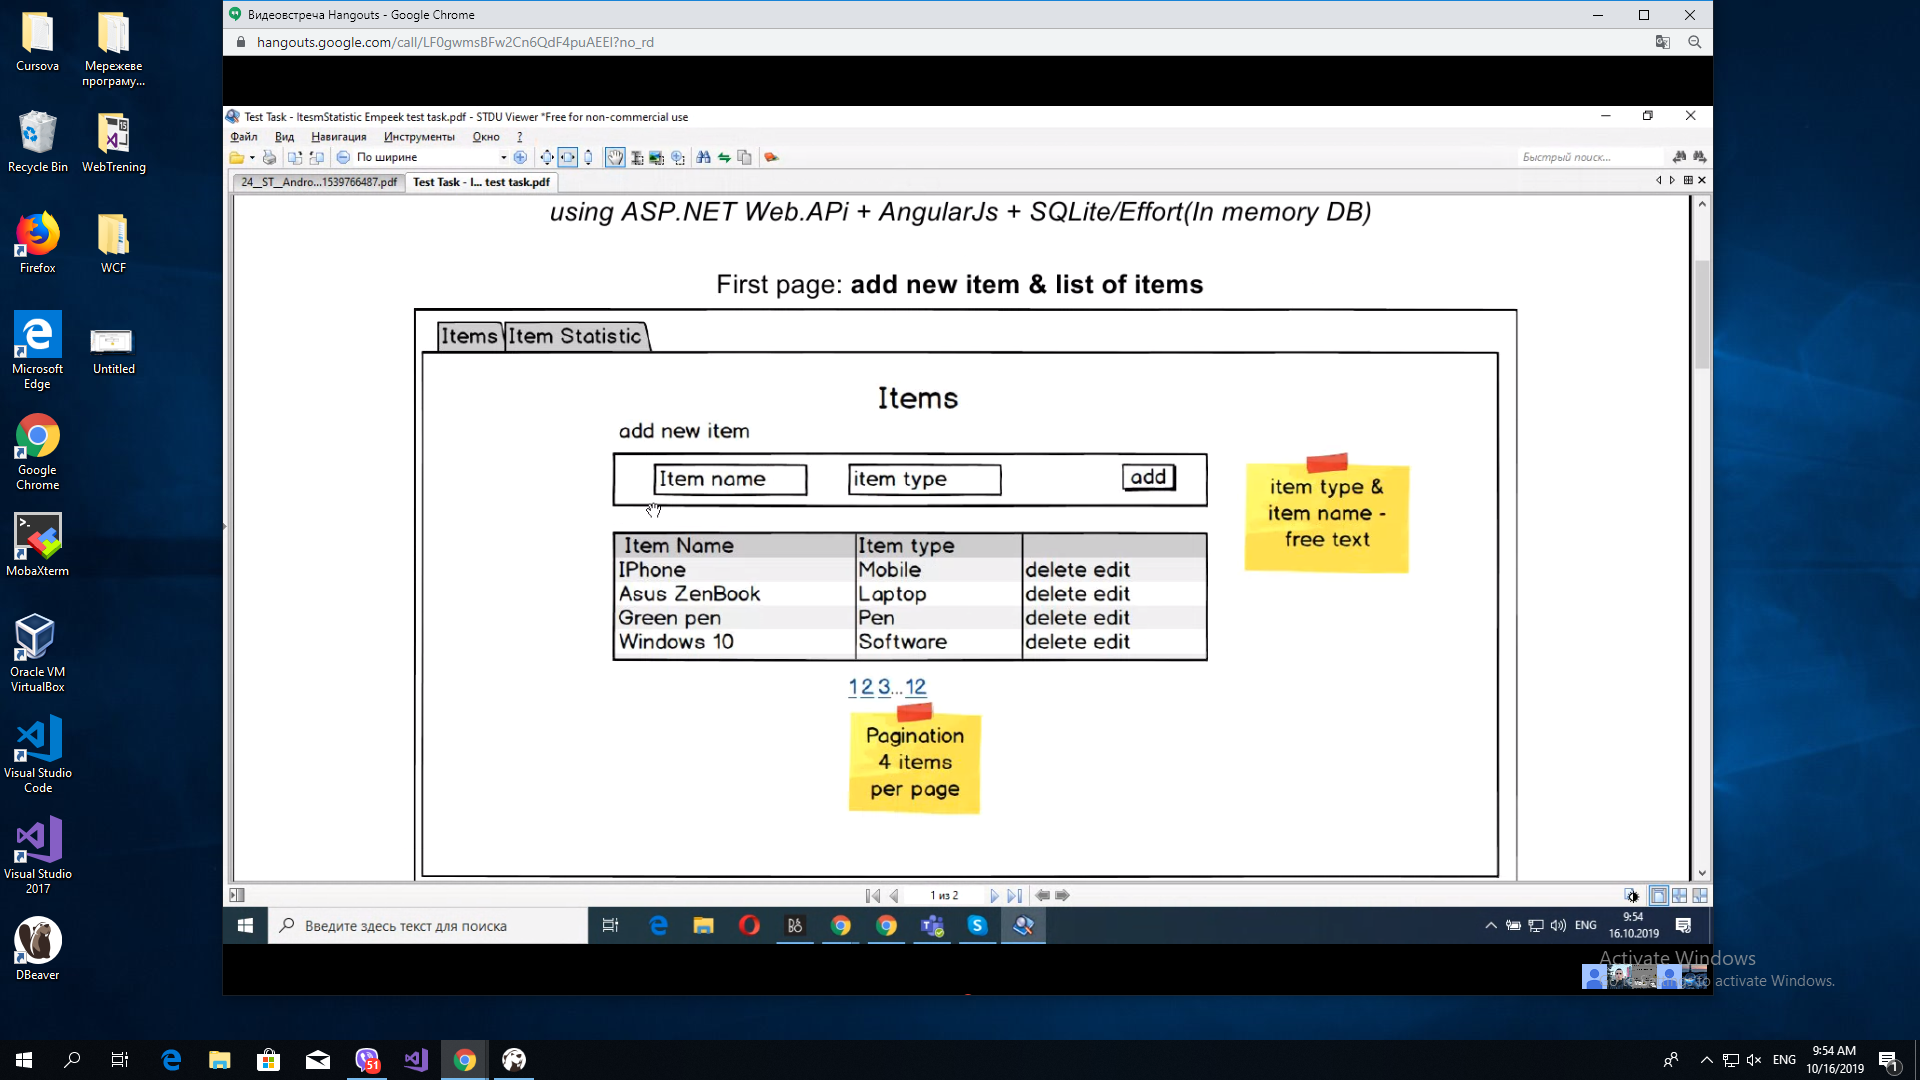 Cursova
Мережеве
програму...
Recycle Bin
WebTrening
Firefox
WCF
Microsoft
Edge
Untitled
Google
Chrome
MobaXterm
Oracle VM
VirtualBox
Visual Studio
Code
Visual Studio
2017
DBeaver
Видеовстреча Hangouts - Google Chrome
hangouts.google.com/call/LF0gwmsBFw2Cn6QdF4puAEEI?no_rd
Test Task - ItesmStatistic Empeek test task.pdf - STDU Viewer *Free for non-commercial use
Файл Вид Навигация Инструменты Окно ?
По ширине
Быстрый поиск...
24_ST_Andro...1539766487.pdf
Test Task - I... test task.pdf
using ASP.NET Web.APi + AngularJs + SQLite/Effort(In memory DB)
First page: add new item & list of items
Items Item Statistic
Items
add new item
Item name item type add
item type &
item name -
free text
Item Name Item type
IPhone Mobile delete edit
Asus ZenBook Laptop delete edit
Green pen Pen delete edit
Windows 10 Software delete edit
1 2 3... 12
Pagination
4 items
per page
1 из 2
Введите здесь текст для поиска
ENG
9:54
16.10.2019
Activate Windows
to activate Windows.
51
ENG
9:54 AM
10/16/2019
1